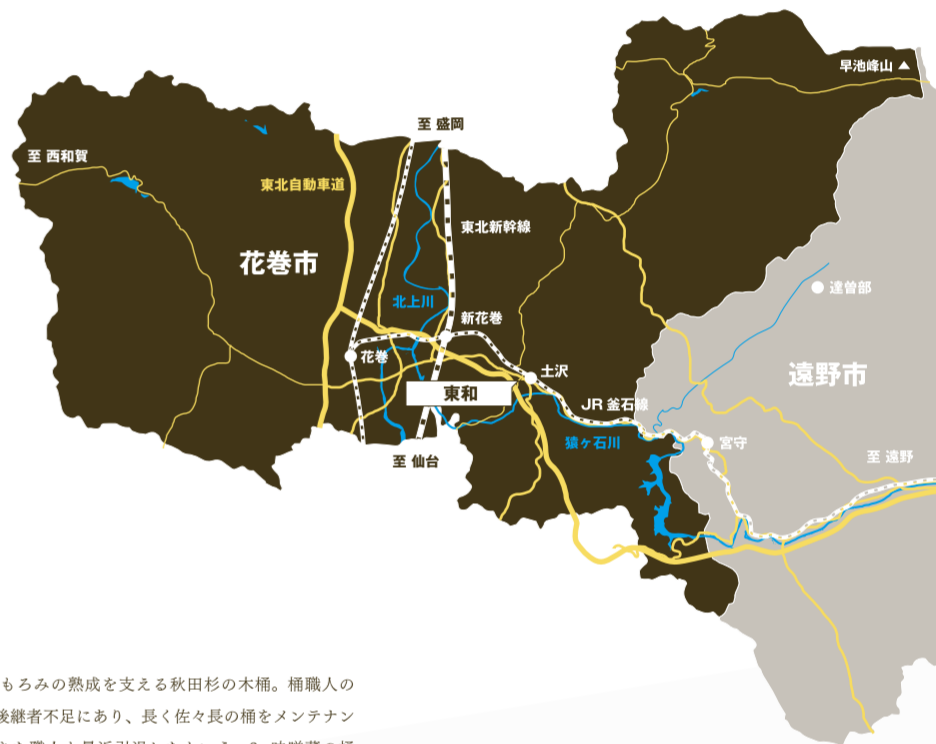 早池峰山
至 盛岡
至 西和賀
東北自動車道
東北新幹線
花巻市
達曽部
北上川
新花巻
花巻
土沢
遠野市
東和
JR 釜石線
猿ヶ石川
宮守
至 遠野
至 仙台
もろみの熟成を支える秋田杉の木桶。桶職人の
後継者不足にあり、長く佐々長の桶をメンテナン